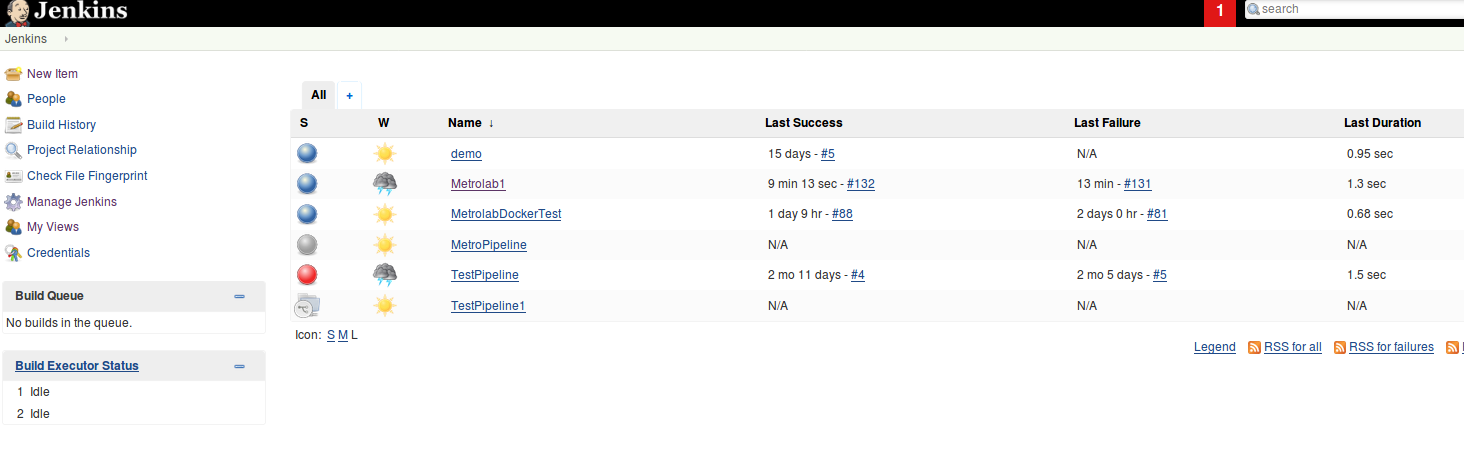 Jenkins
1
search
Jenkins
New Item
People
Build History
Project Relationship
Check File Fingerprint
Manage Jenkins
My Views
Credentials
Build Queue
No builds in the queue.
Build Executor Status
1 Idle
2 Idle
All +
S W Name ↓ Last Success Last Failure Last Duration
demo 15 days - #5 N/A 0.95 sec
Metrolab1 9 min 13 sec - #132 13 min - #131 1.3 sec
MetrolabDockerTest 1 day 9 hr - #88 2 days 0 hr - #81 0.68 sec
MetroPipeline N/A N/A N/A
TestPipeline 2 mo 11 days - #4 2 mo 5 days - #5 1.5 sec
TestPipeline1 N/A N/A N/A
Icon: S M L
Legend RSS for all RSS for failures